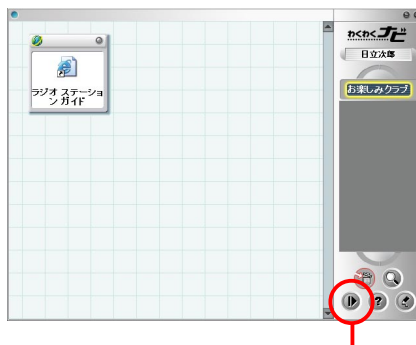 わくわくナビ
日立次郎
お楽しみクラブ
ラジオ ステーショ
ン ガイド
?